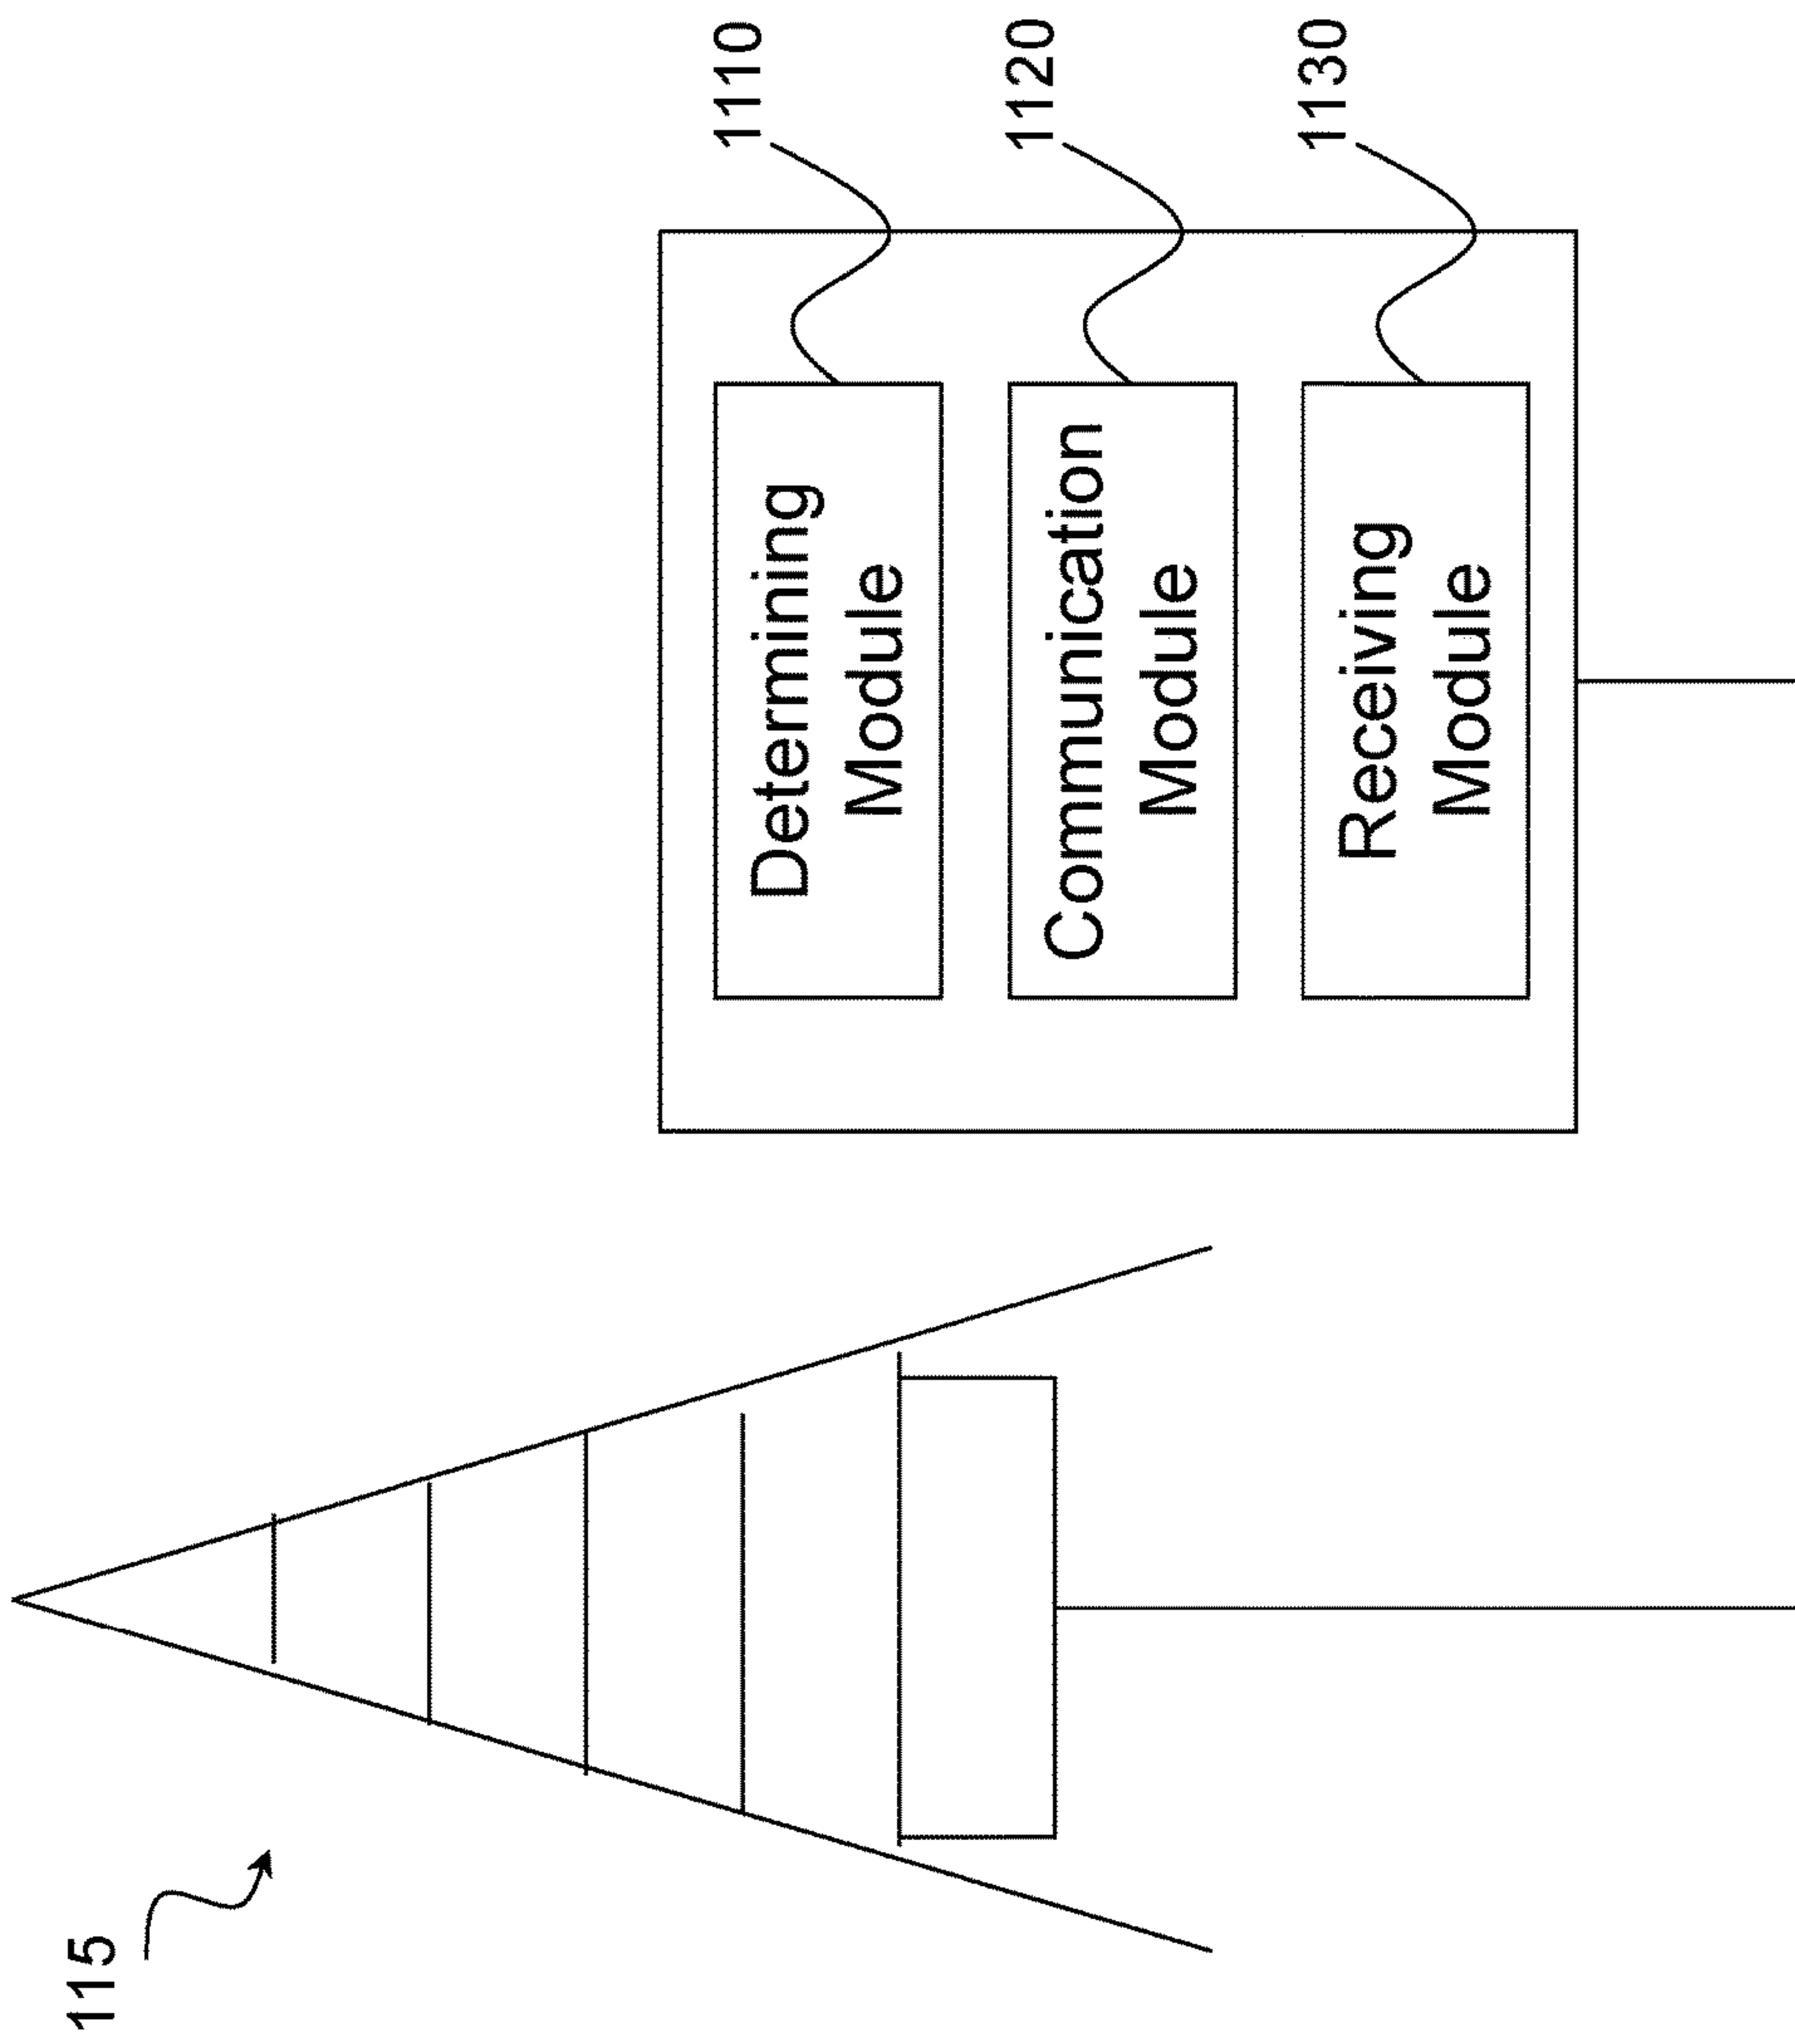 115
Determining
Module
1110
Communication
Module
1120
Receiving
Module
1130